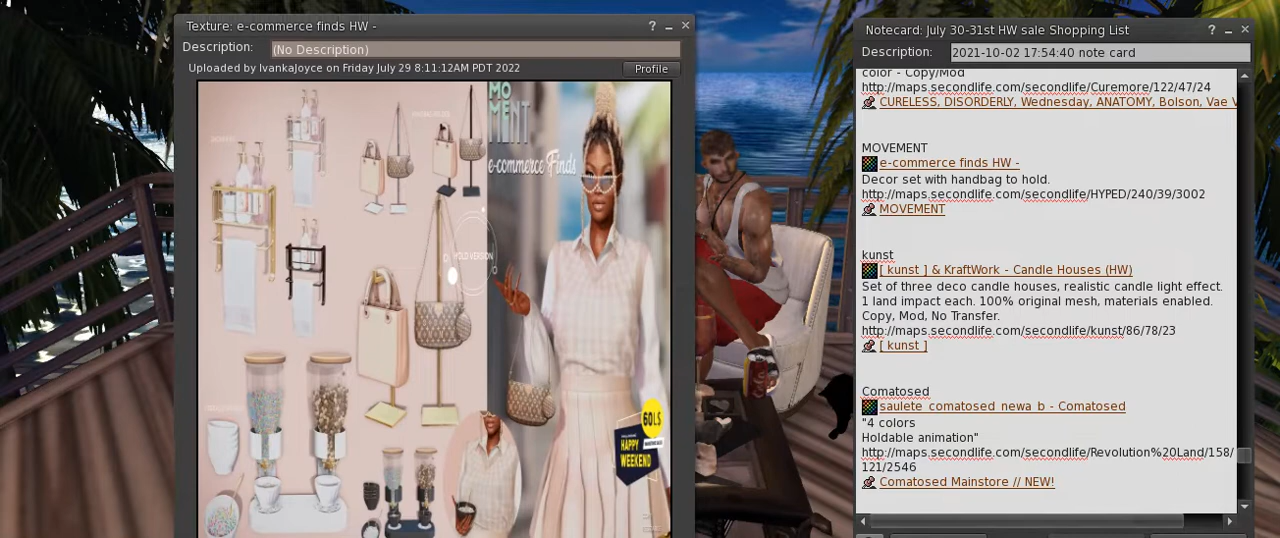 Texture: e-commerce finds HW -
Description:
(No Description)
Uploaded by IvankaJoyce on Friday July 29 8:11:12AM PDT 2022
Profile
MO
MENT
e-commerce Finds
HOLD VERSION
60L$
HAPPY
WEEKEND
Notecard: July 30-31st HW sale Shopping List
Description:
2021-10-02 17:54:40 note card
color - Copy/Mod
http://maps.secondlife.com/secondlife/Curemore/122/47/24
CURELESS, DISORDERLY, Wednesday, ANATOMY, Bolson, Vae V
MOVEMENT
e-commerce finds HW -
Decor set with handbag to hold.
http://maps.secondlife.com/secondlife/HYPED/240/39/3002
MOVEMENT
kunst
[ kunst ] & KraftWork - Candle Houses (HW)
Set of three deco candle houses, realistic candle light effect.
1 land impact each. 100% original mesh, materials enabled.
Copy, Mod, No Transfer.
http://maps.secondlife.com/secondlife/kunst/86/78/23
[ kunst ]
Comatosed
saulete comatosed newa b - Comatosed
"4 colors
Holdable animation"
http://maps.secondlife.com/secondlife/Revolution%20Land/158/
121/2546
Comatosed Mainstore // NEW!